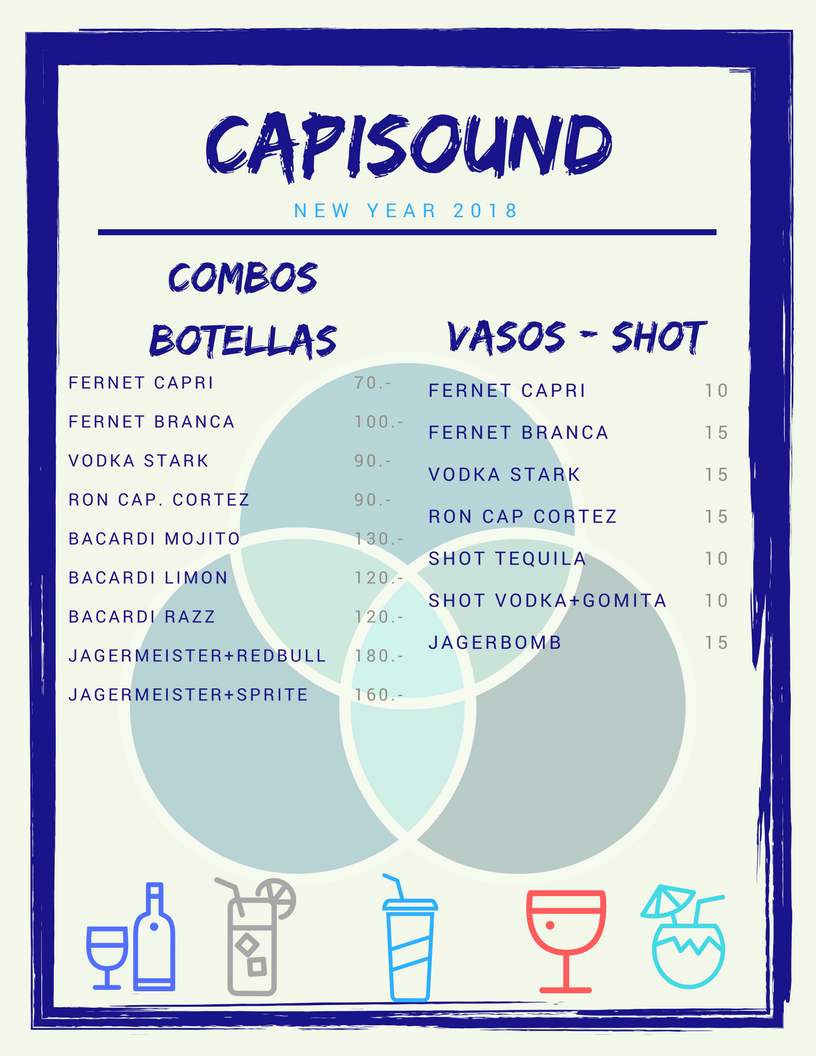 CAPISOUND
NEW YEAR 2018
COMBOS
BOTELLAS
FERNET CAPRI 70.-
FERNET BRANCA 100.-
VODKA STARK 90.-
RON CAP. CORTEZ 90.-
BACARDI MOJITO 130.-
BACARDI LIMON 120.-
BACARDI RAZZ 120.-
JAGERMEISTER+REDBULL 180.-
JAGERMEISTER+SPRITE 160.-
VASOS - SHOT
FERNET CAPRI 10
FERNET BRANCA 15
VODKA STARK 15
RON CAP CORTEZ 15
SHOT TEQUILA 10
SHOT VODKA+GOMITA 10
JAGERBOMB 15